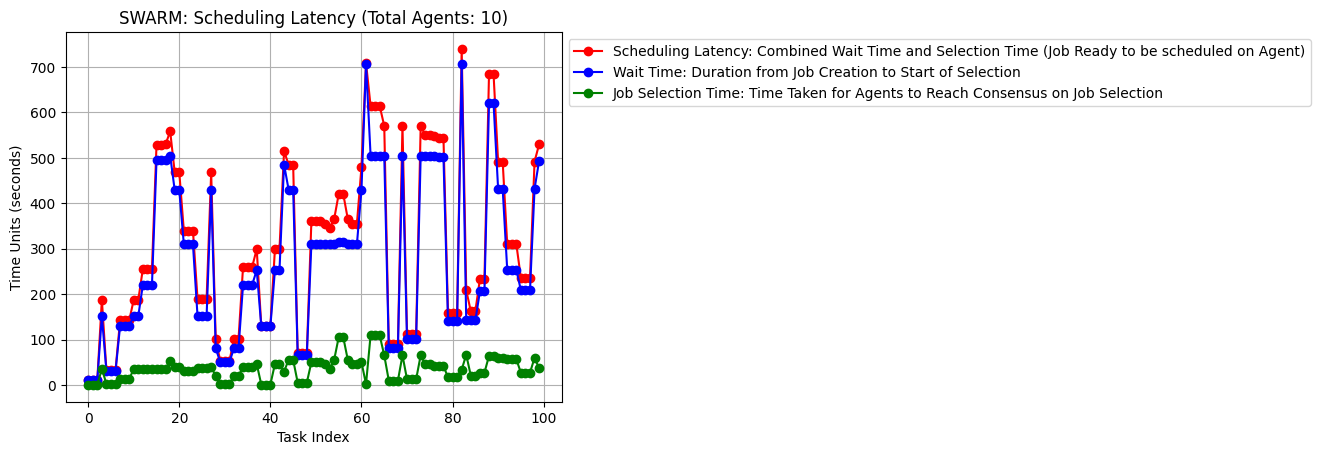 SWARM: Scheduling Latency (Total Agents: 10)
Scheduling Latency: Combined Wait Time and Selection Time (Job Ready to be scheduled on Agent)
Wait Time: Duration from Job Creation to Start of Selection
Job Selection Time: Time Taken for Agents to Reach Consensus on Job Selection
Time Units (seconds)
700
600
500
400
300
200
100
0
0 20 40 60 80 100
Task Index